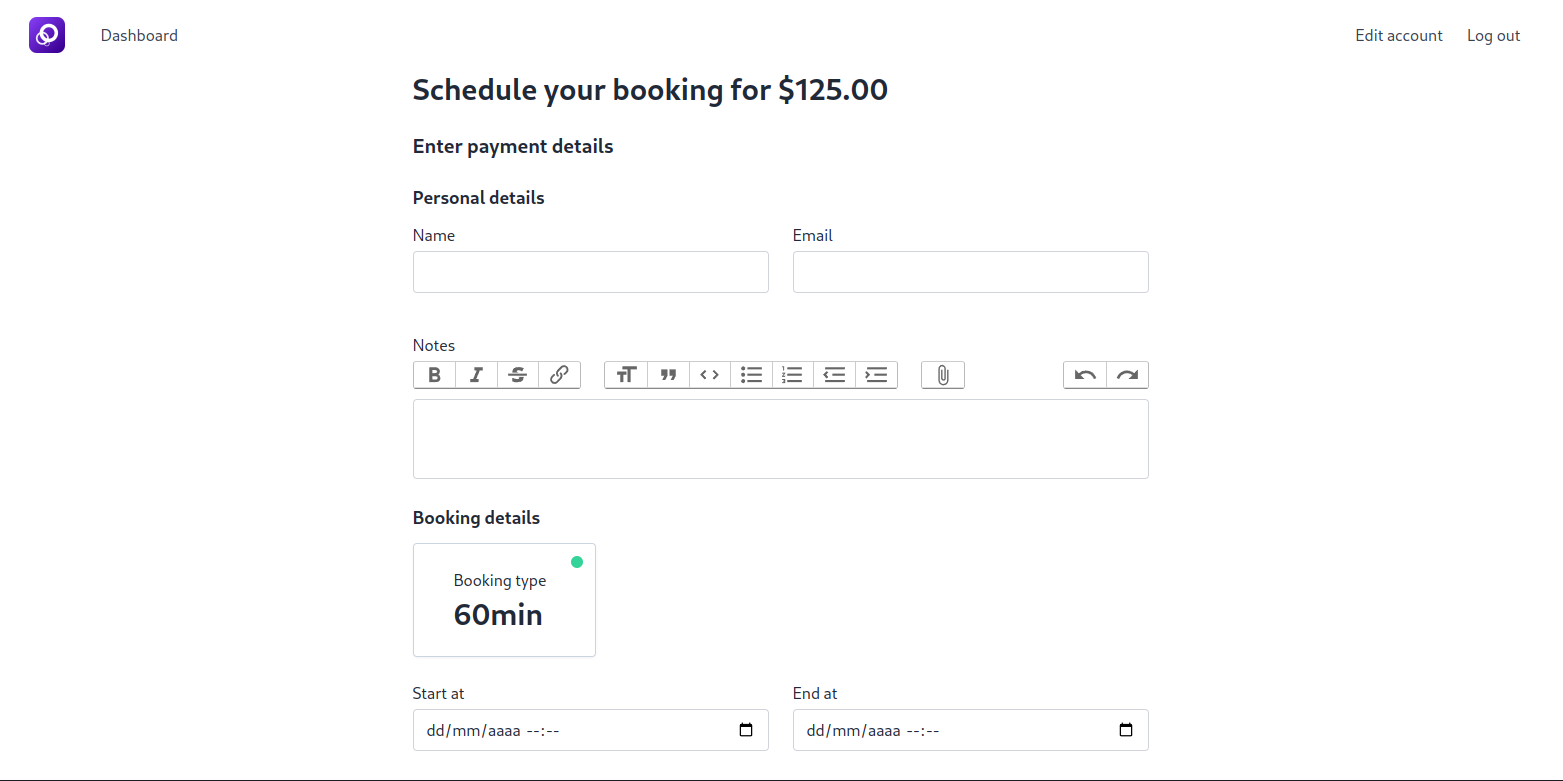 Dashboard Edit account Log out
Schedule your booking for $125.00
Enter payment details
Personal details
Name Email
Notes
Booking details
Booking type
60min
Start at End at
dd/mm/aaaa --:-- dd/mm/aaaa --:--